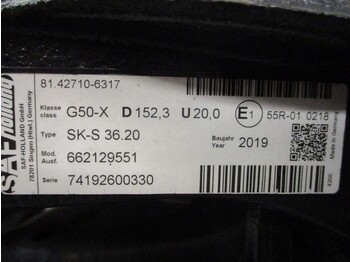 81.42710-6317
SAF Holland
SAF-HOLLAND GmbH
78201 Singen (Htwl.) Germany
Klasse class G50-X D 152,3 U 20,0 E1 55R-01 0218
Type SK-S 36.20
Baujahr Year 2019
Mod. Ausf. 662129551
Serie 74192600330